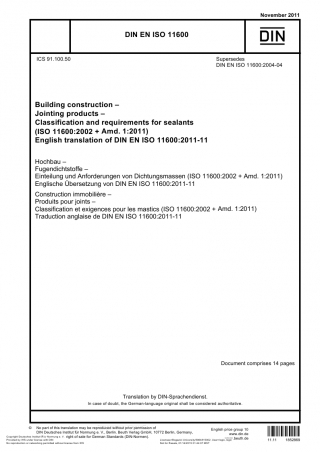 November 2011
DIN EN ISO 11600
DIN
ICS 91.100.50
Supersedes
DIN EN ISO 11600:2004-04
Building construction –
Jointing products –
Classification and requirements for sealants
(ISO 11600:2002 + Amd. 1:2011)
English translation of DIN EN ISO 11600:2011-11
Hochbau –
Fugendichtstoffe –
Einteilung und Anforderungen von Dichtungsmassen (ISO 11600:2002 + Amd. 1:2011)
Englische Übersetzung von DIN EN ISO 11600:2011-11
Construction immobilière –
Produits pour joints –
Classification et exigences pour les mastics (ISO 11600:2002 + Amd. 1:2011)
Traduction anglaise de DIN EN ISO 11600:2011-11
Document comprises 14 pages
Translation by DIN-Sprachendienst.
In case of doubt, the German-language original shall be considered authoritative.
© No part of this translation may be reproduced without prior permission of
DIN Deutsches Institut für Normung e. V., Berlin. Beuth Verlag GmbH, 10772 Berlin, Germany,
right of sale for German Standards (DIN-Normen).
English price group 10
www.din.de
www.beuth.de
11.11